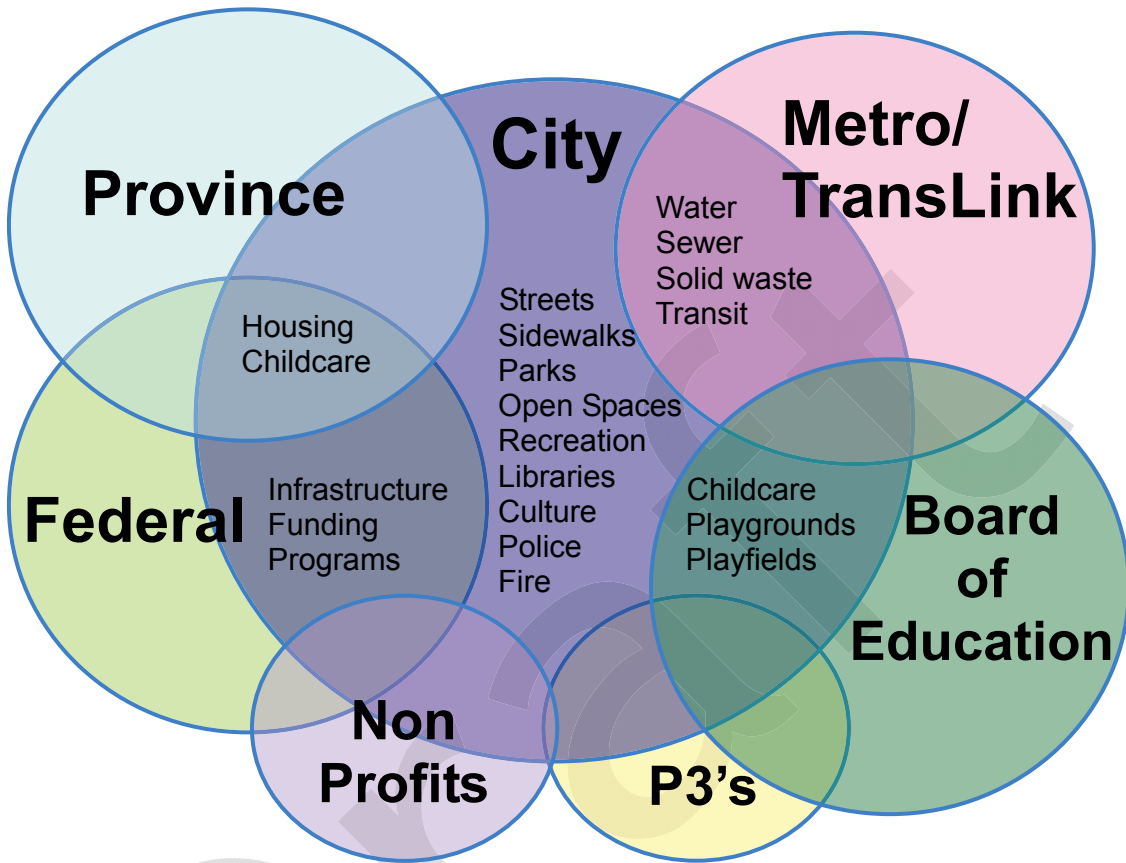 Province
City
Metro/
TransLink
Water
Sewer
Solid waste
Transit
Housing
Childcare
Streets
Sidewalks
Parks
Open Spaces
Recreation
Libraries
Culture
Police
Fire
Federal
Infrastructure
Funding
Programs
Childcare
Playgrounds
Playfields
Board
of
Education
Non
Profits
P3’s